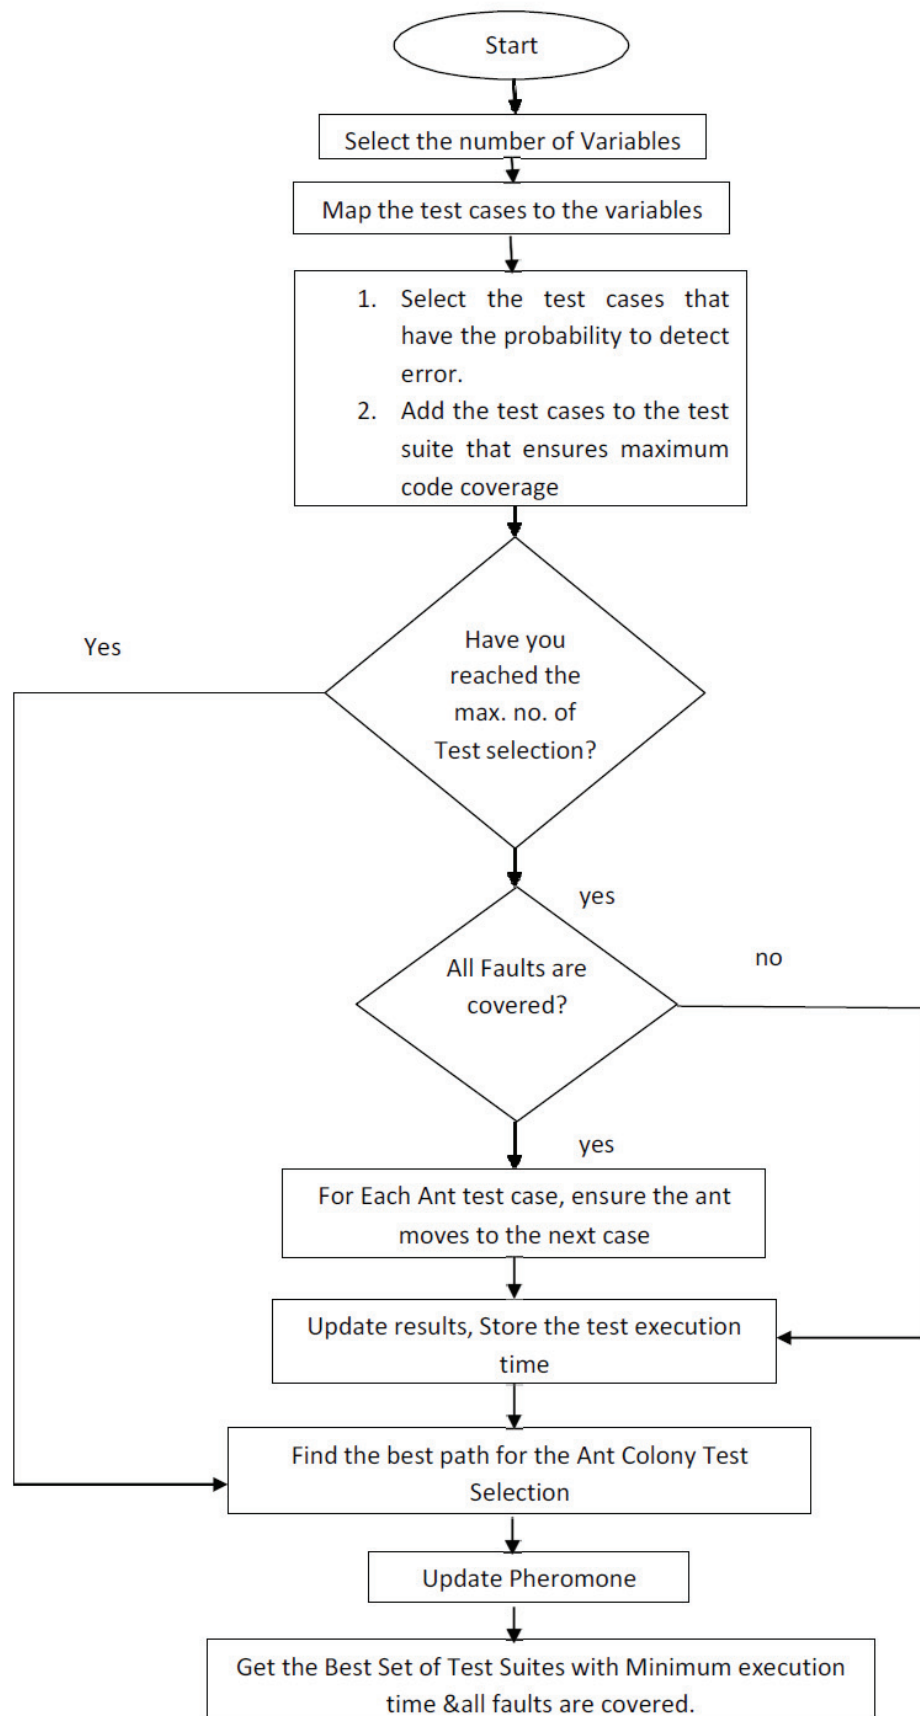 Start
Select the number of Variables
Map the test cases to the variables
1. Select the test cases that
have the probability to detect
error.
2. Add the test cases to the test
suite that ensures maximum
code coverage
Yes
Have you
reached the
max. no. of
Test selection?
yes
All Faults are
covered?
no
yes
For Each Ant test case, ensure the ant
moves to the next case
Update results, Store the test execution
time
Find the best path for the Ant Colony Test
Selection
Update Pheromone
Get the Best Set of Test Suites with Minimum execution
time &all faults are covered.